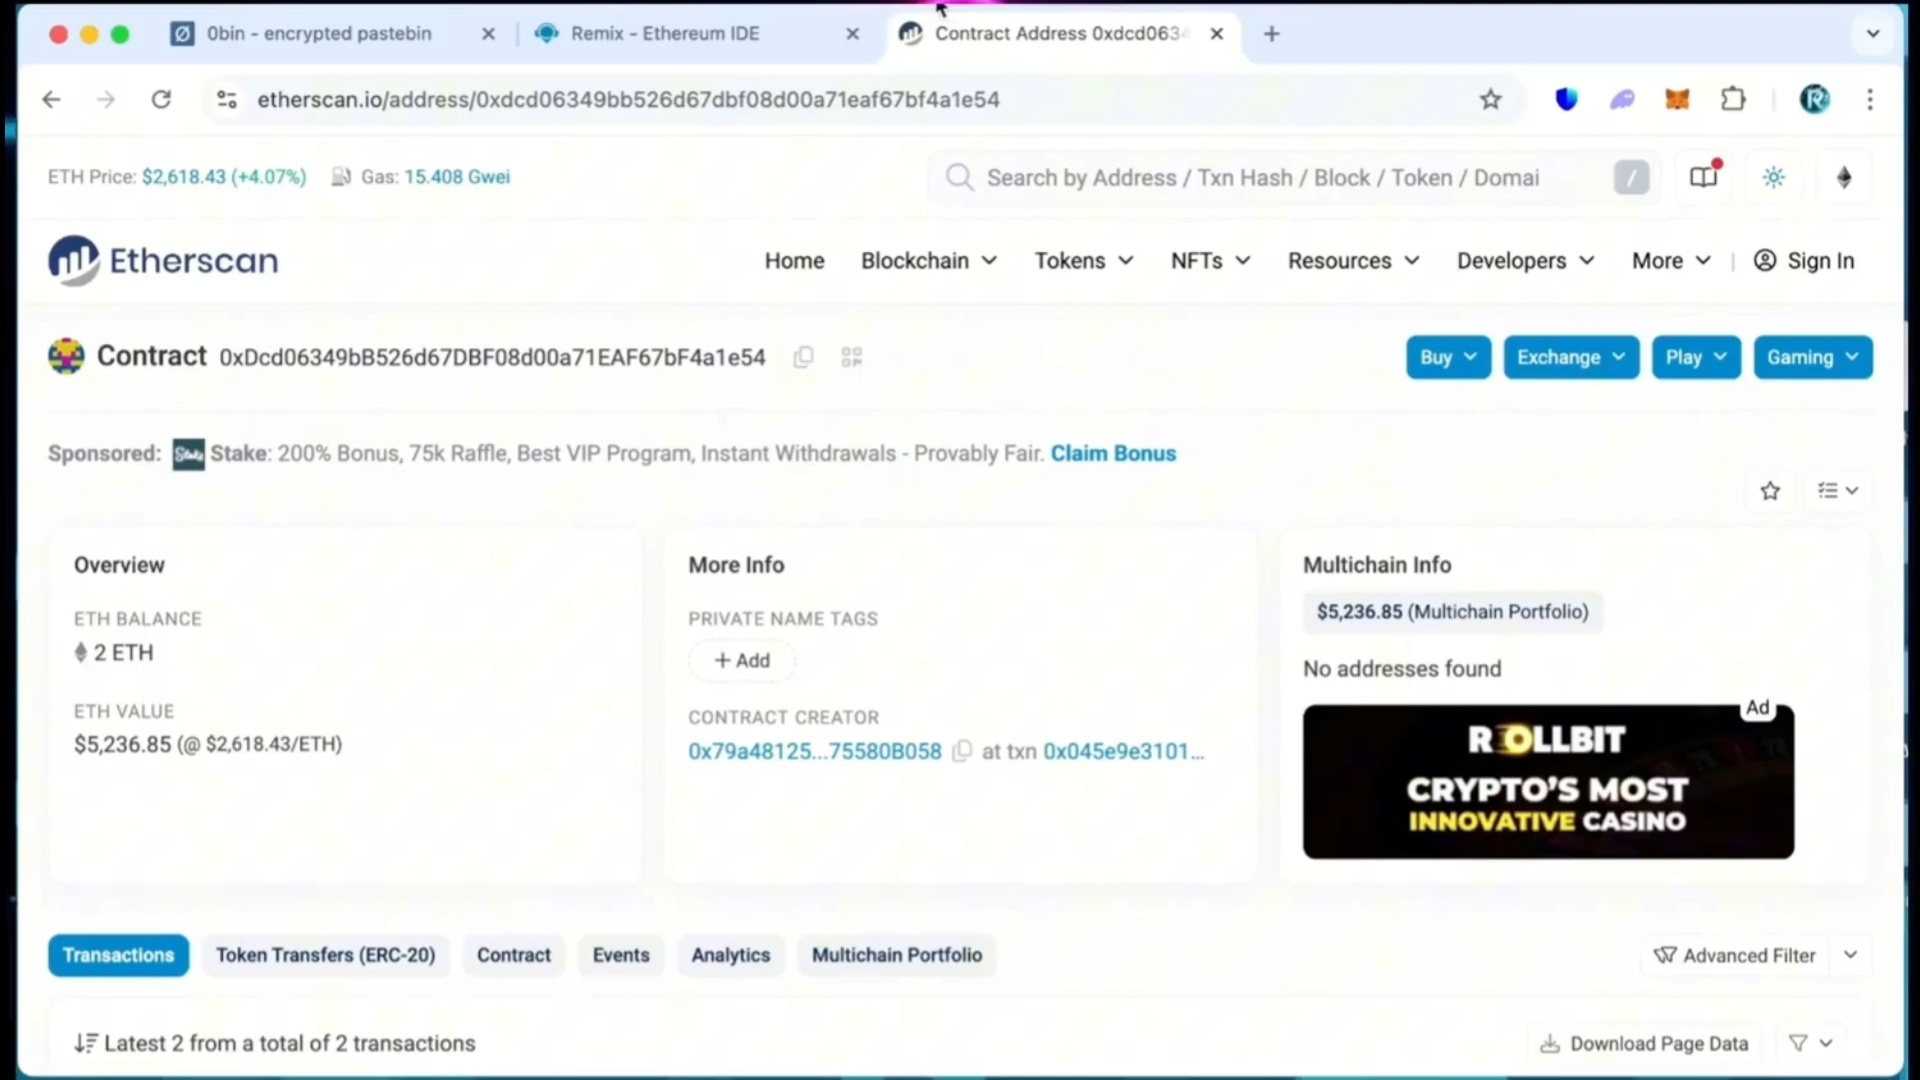 0bin - encrypted pastebin
Remix - Ethereum IDE
Contract Address 0xdcd0634
etherscan.io/address/0xdcd06349bb526d67dbf08d00a71eaf67bf4a1e54
ETH Price: $2,618.43 (+4.07%) Gas: 15.408 Gwei
Search by Address / Txn Hash / Block / Token / Domai
/
Etherscan
Home Blockchain Tokens NFTs Resources Developers More | Sign In
Contract 0xDcd06349bB526d67DBF08d00a71EAF67bF4a1e54
Buy Exchange Play Gaming
Sponsored: Stake Stake: 200% Bonus, 75k Raffle, Best VIP Program, Instant Withdrawals - Provably Fair. Claim Bonus
Overview
ETH BALANCE
2 ETH
ETH VALUE
$5,236.85 (@ $2,618.43/ETH)
More Info
PRIVATE NAME TAGS
+ Add
CONTRACT CREATOR
0x79a48125...75580B058 at txn 0x045e9e3101...
Multichain Info
$5,236.85 (Multichain Portfolio)
No addresses found
Ad
ROLLBIT
CRYPTO'S MOST
INNOVATIVE CASINO
Transactions Token Transfers (ERC-20) Contract Events Analytics Multichain Portfolio
Advanced Filter
Latest 2 from a total of 2 transactions
Download Page Data